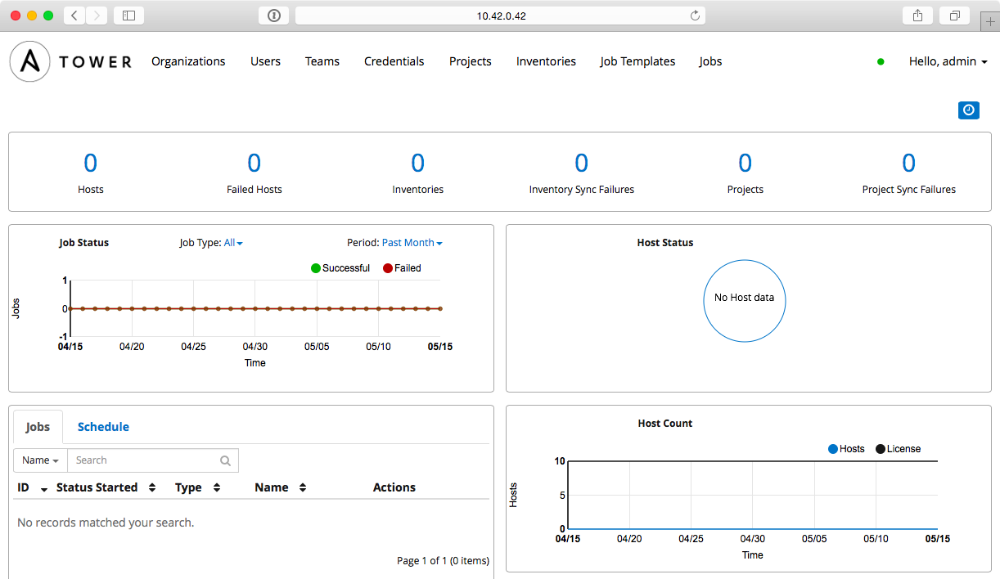 10.42.0.42
A TOWER Organizations Users Teams Credentials Projects Inventories Job Templates Jobs Hello, admin
0 0 0 0 0 0
Hosts Failed Hosts Inventories Inventory Sync Failures Projects Project Sync Failures
Job Status Job Type: All Period: Past Month
Successful Failed
1
0
-1
Jobs
04/15 04/20 04/25 04/30 05/05 05/10 05/15
Time
Host Status
No Host data
Jobs Schedule
Name Search
ID Status Started Type Name Actions
No records matched your search.
Page 1 of 1 (0 items)
Host Count
Hosts License
10
5
0
Hosts
04/15 04/20 04/25 04/30 05/05 05/10 05/15
Time